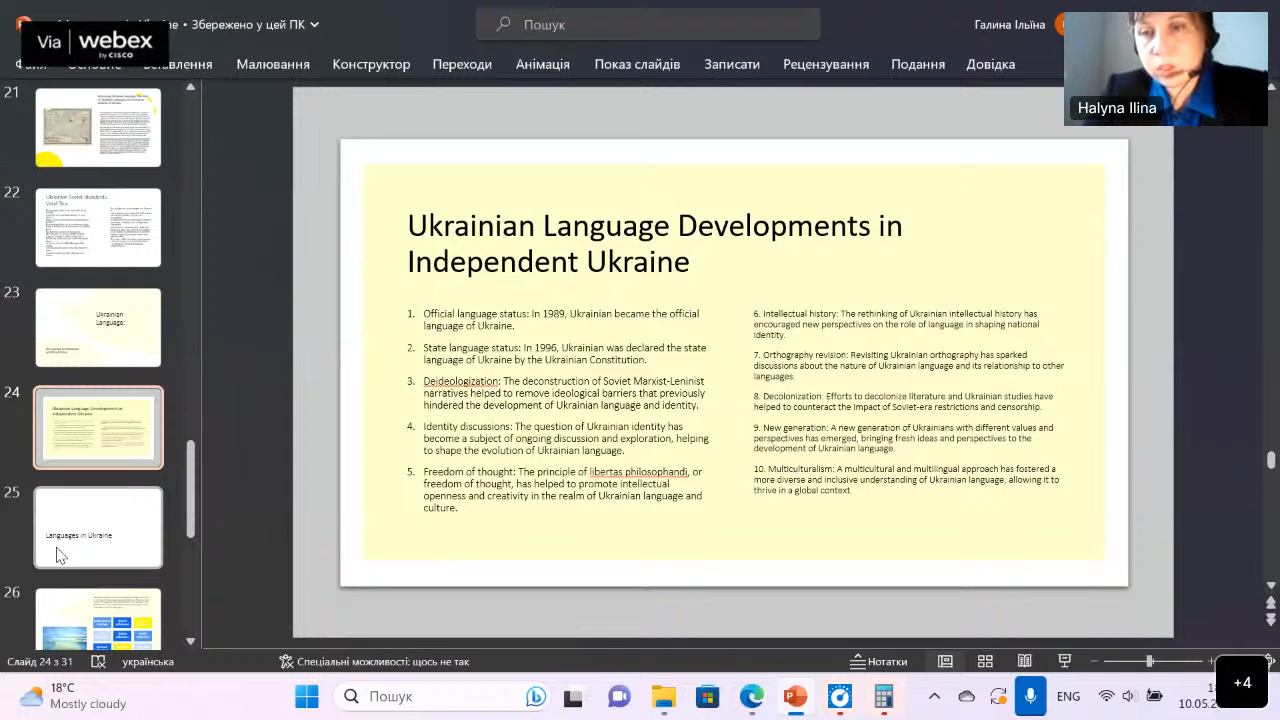 Via webex
by CISCO
• Збережено у цей ПК
Пошук
Галина Ільїна
Малювання Конструктор Переходи Анімація Показ слайдів Записати Рецензування Подання Довідка
Halyna Ilina
21
22
Ukrainian Soviet dissidents
23
Ukrainian
Language:
25
Languages in Ukraine
26
Ukrainian Language Developments in
Independent Ukraine
1. Official language status: in 1989, Ukrainian became the official
language of Ukraine.
2. State language status: In 1996, Ukrainian was declared the state
language of Ukraine by the Ukrainian Constitution.
3. Deideologization: The deconstruction of Soviet Marxist-Leninist
narratives helped to remove ideological barriers that previously
hindered the development of Ukrainian language and identity.
4. Identity discussions: The question of Ukrainian identity has
become a subject of open discussion and exploration, helping
to shape the evolution of Ukrainian language.
5. Freedom of thought: The principle of libertas philosophandi, or
freedom of thought, has helped to promote intellectual
openness and creativity in the realm of Ukrainian language and
culture.
6. Intellectual history: The rethinking of Ukrainian intellectual history has
encouraged new perspectives on the role of language in shaping national
identity.
7. Orthography revision: Revisiting Ukrainian orthography has sparked
discussions about the nature of Ukrainian language and its relationship to other
languages.
8. Decolonization: Efforts to decolonize literature and Ukrainian studies have
helped counteract the impact of Soviet-era restrictions and censorship.
9. New generation: A new generation of Ukrainians with different values and
perspectives has emerged, bringing fresh ideas and perspectives to the
development of Ukrainian language.
10. Multiculturalism: A multicultural and multilingual approach has fostered a
more diverse and inclusive understanding of Ukrainian language, allowing it to
thrive in a global context.
Слайд 24 з 31 українська Спеціальні можливості: щось не так Нотатки
18°C
Mostly cloudy
Пошук
ENG
+4